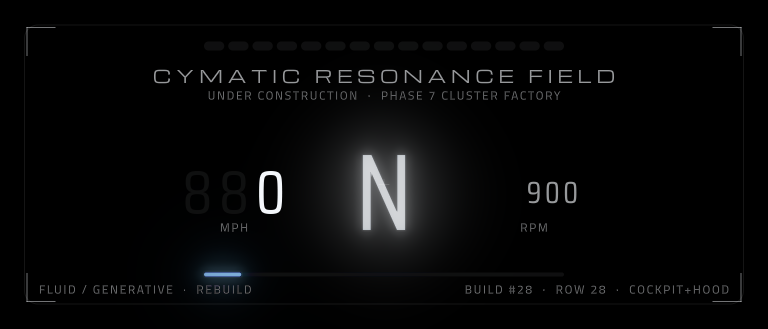 CYMATIC RESONANCE FIELD
UNDER CONSTRUCTION · PHASE 7 CLUSTER FACTORY
880 N 900
MPH RPM
FLUID / GENERATIVE · REBUILD BUILD #28 · ROW 28 · COCKPIT+HOOD